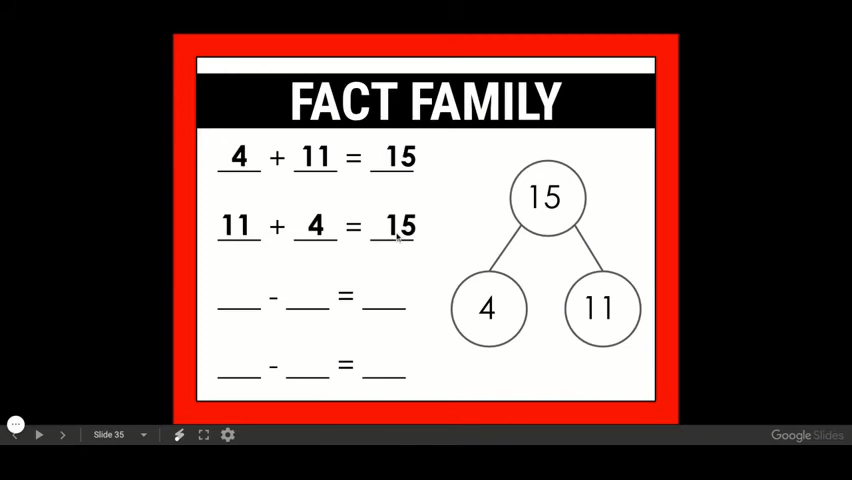 FACT FAMILY
4 + 11 = 15
11 + 4 = 15
___ - ___ = ___
___ - ___ = ___
15
4
11
Slide 35
Google Slides